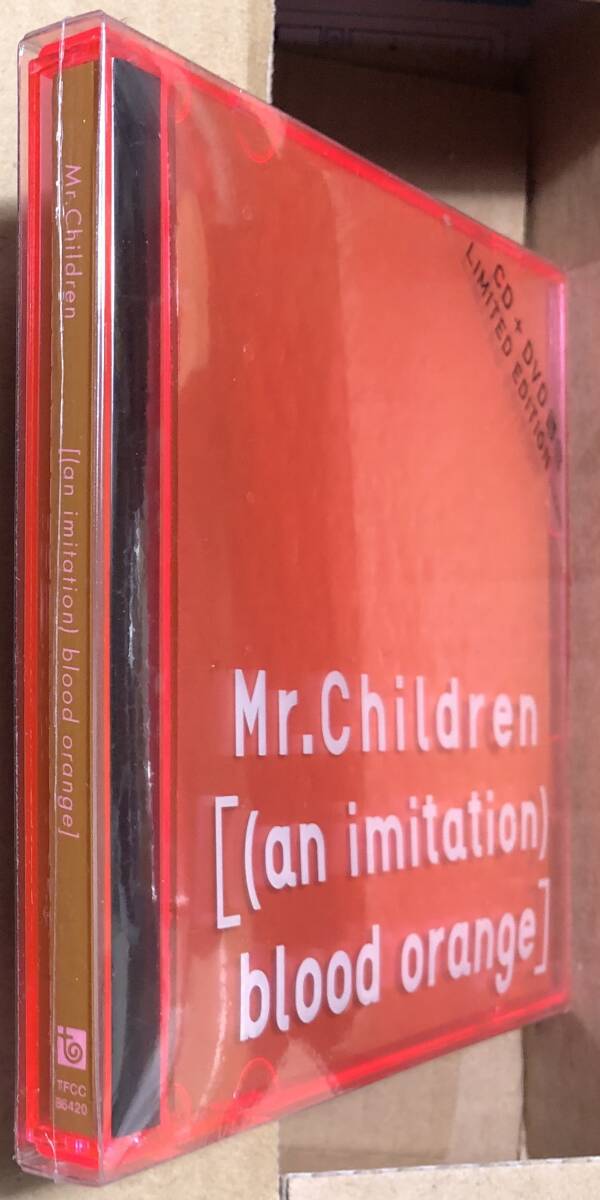 Mr.Children
[(an imitation) blood orange]
TFCC
86420
CD + DVD
LIMITED EDITION
Mr.Children
[(an imitation)
blood orange]